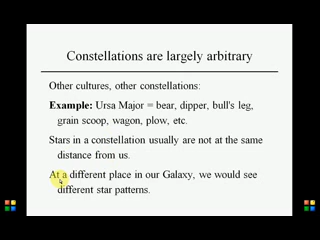 Constellations are largely arbitrary
Other cultures, other constellations:
Example: Ursa Major = bear, dipper, bull's leg,
grain scoop, wagon, plow, etc.
Stars in a constellation usually are not at the same
distance from us.
At a different place in our Galaxy, we would see
different star patterns.